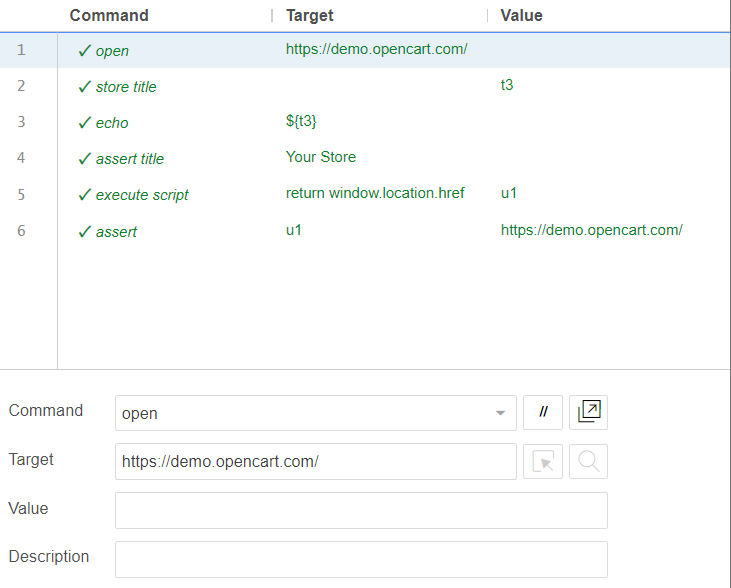 Command Target Value
1 ✓ open https://demo.opencart.com/
2 ✓ store title t3
3 ✓ echo ${t3}
4 ✓ assert title Your Store
5 ✓ execute script return window.location.href u1
6 ✓ assert u1 https://demo.opencart.com/
Command open //
Target https://demo.opencart.com/
Value
Description